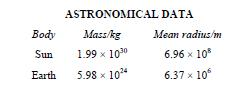 ASTRONOMICAL DATA
Body Mass/kg Mean radius/m
Sun 1.99 × 10³⁰ 6.96 × 10⁸
Earth 5.98 × 10²⁴ 6.37 × 10⁶